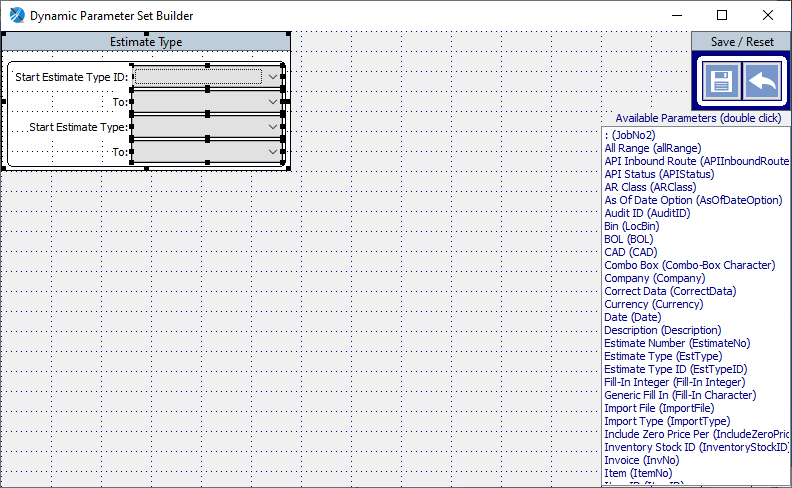 Dynamic Parameter Set Builder
Estimate Type
Save / Reset
Start Estimate Type ID:
To:
Start Estimate Type:
To:
Available Parameters (double click)
: (JobNo2)
All Range (allRange)
API Inbound Route (APIInboundRoute
API Status (APIStatus)
AR Class (ARClass)
As Of Date Option (AsOfDateOption)
Audit ID (AuditID)
Bin (LocBin)
BOL (BOL)
CAD (CAD)
Combo Box (Combo-Box Character)
Company (Company)
Correct Data (CorrectData)
Currency (Currency)
Date (Date)
Description (Description)
Estimate Number (EstimateNo)
Estimate Type (EstType)
Estimate Type ID (EstTypeID)
Fill-In Integer (Fill-In Integer)
Generic Fill In (Fill-In Character)
Import File (ImportFile)
Import Type (ImportType)
Include Zero Price Per (IncludeZeroPric
Inventory Stock ID (InventoryStockID)
Invoice (InvNo)
Item (ItemNo)